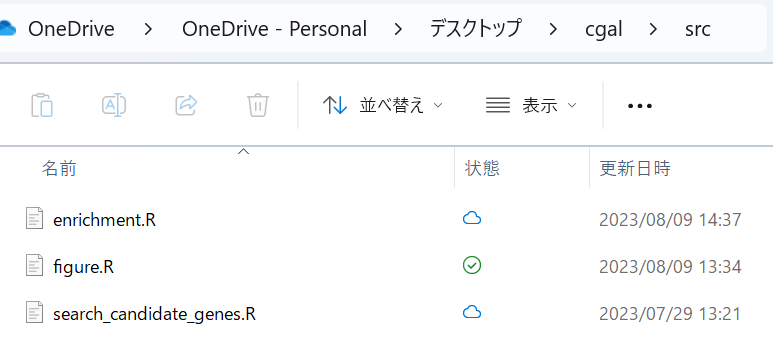 OneDrive > OneDrive - Personal > デスクトップ > cgal > src
並べ替え 表示
名前 状態 更新日時
enrichment.R 2023/08/09 14:37
figure.R 2023/08/09 13:34
search_candidate_genes.R 2023/07/29 13:21